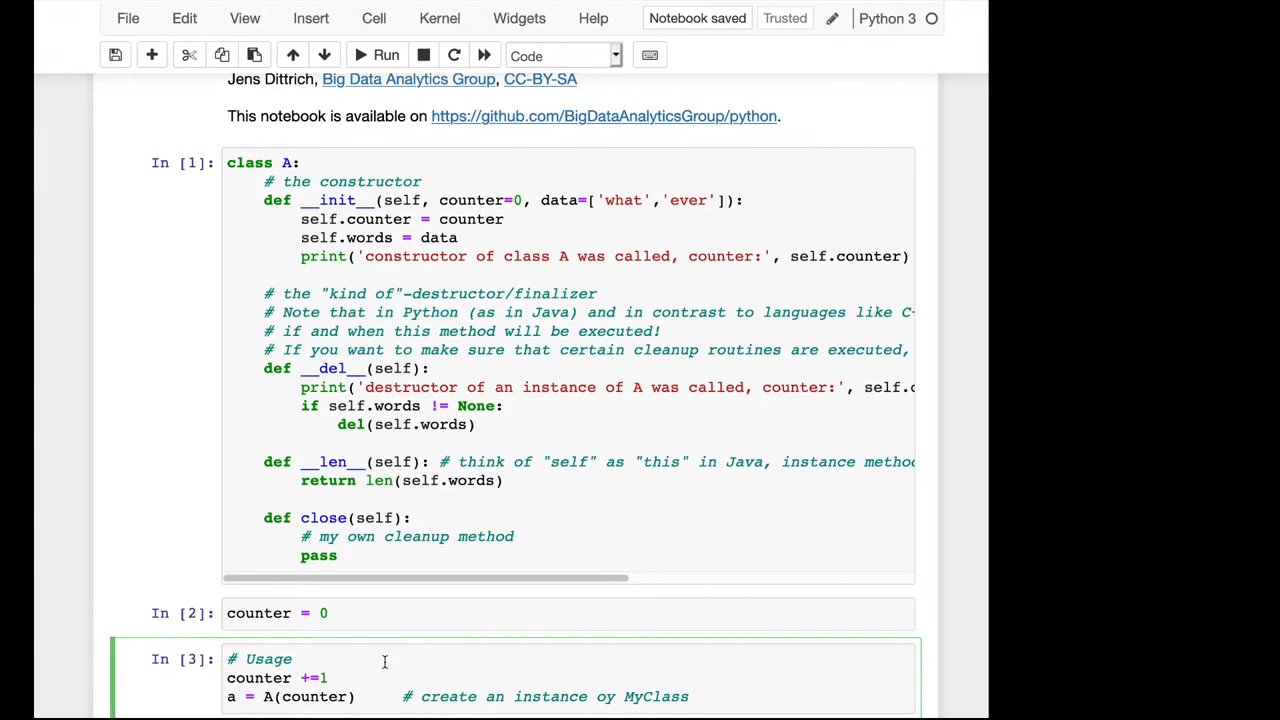 File Edit View Insert Cell Kernel Widgets Help Notebook saved Trusted Python 3
Run Code
Jens Dittrich, Big Data Analytics Group, CC-BY-SA
This notebook is available on https://github.com/BigDataAnalyticsGroup/python.
In [1]: class A:
# the constructor
def __init__(self, counter=0, data=['what','ever']):
self.counter = counter
self.words = data
print('constructor of class A was called, counter:', self.counter)
# the "kind of"-destructor/finalizer
# Note that in Python (as in Java) and in contrast to languages like C
# if and when this method will be executed!
# If you want to make sure that certain cleanup routines are executed,
def __del__(self):
print('destructor of an instance of A was called, counter:', self.c
if self.words != None:
del(self.words)
def __len__(self): # think of "self" as "this" in Java, instance metho
return len(self.words)
def close(self):
# my own cleanup method
pass
In [2]: counter = 0
In [3]: # Usage
counter +=1
a = A(counter) # create an instance oy MyClass